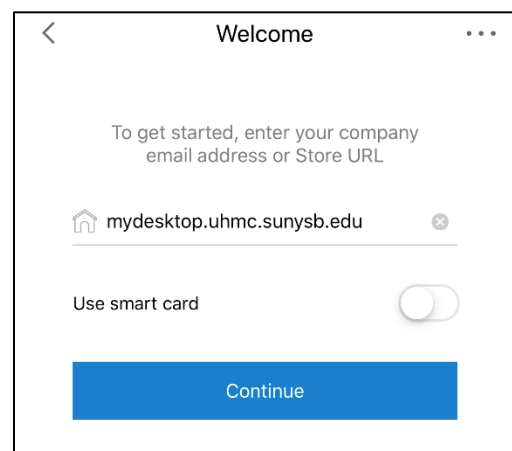 Welcome
To get started, enter your company
email address or Store URL
mydesktop.uhmc.sunysb.edu
Use smart card
Continue